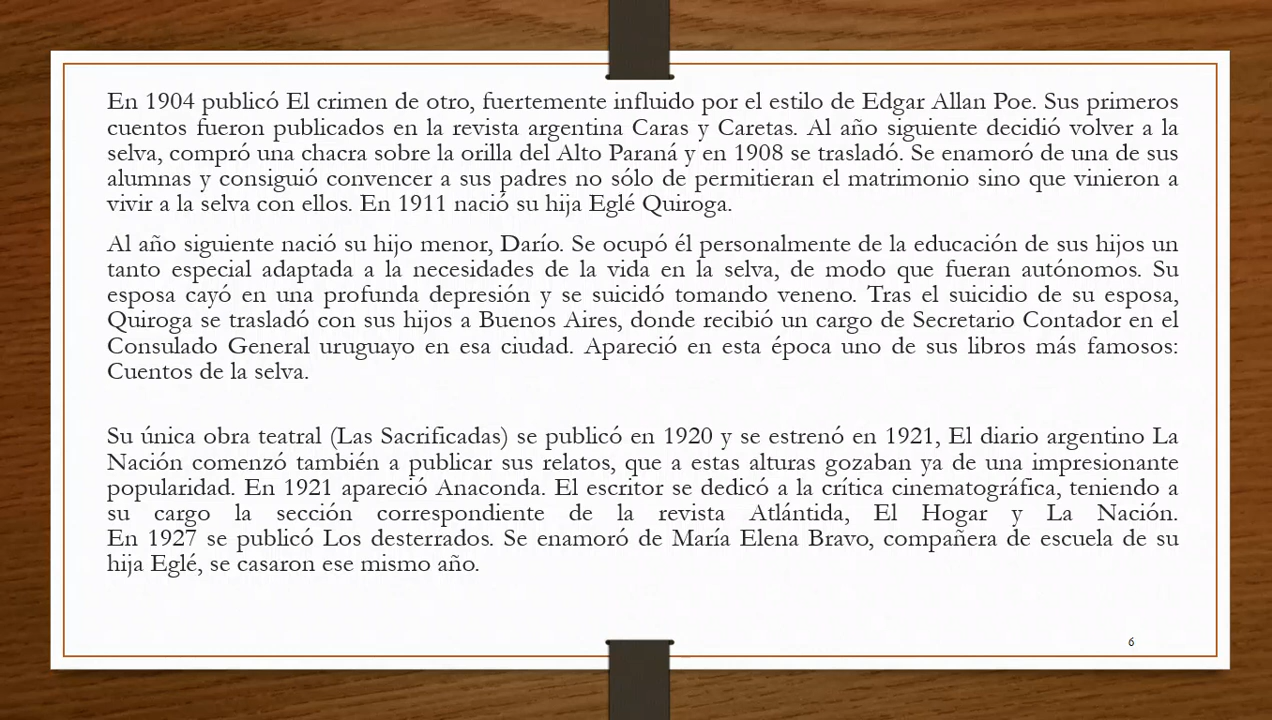 En 1904 publicó El crimen de otro, fuertemente influido por el estilo de Edgar Allan Poe. Sus primeros
cuentos fueron publicados en la revista argentina Caras y Caretas. Al año siguiente decidió volver a la
selva, compró una chacra sobre la orilla del Alto Paraná y en 1908 se trasladó. Se enamoró de una de sus
alumnas y consiguió convencer a sus padres no sólo de permitieran el matrimonio sino que vinieron a
vivir a la selva con ellos. En 1911 nació su hija Eglé Quiroga.
Al año siguiente nació su hijo menor, Darío. Se ocupó él personalmente de la educación de sus hijos un
tanto especial adaptada a la necesidades de la vida en la selva, de modo que fueran autónomos. Su
esposa cayó en una profunda depresión y se suicidó tomando veneno. Tras el suicidio de su esposa,
Quiroga se trasladó con sus hijos a Buenos Aires, donde recibió un cargo de Secretario Contador en el
Consulado General uruguayo en esa ciudad. Apareció en esta época uno de sus libros más famosos:
Cuentos de la selva.
Su única obra teatral (Las Sacrificadas) se publicó en 1920 y se estrenó en 1921, El diario argentino La
Nación comenzó también a publicar sus relatos, que a estas alturas gozaban ya de una impresionante
popularidad. En 1921 apareció Anaconda. El escritor se dedicó a la crítica cinematográfica, teniendo a
su cargo la sección correspondiente de la revista Atlántida, El Hogar y La Nación.
En 1927 se publicó Los desterrados. Se enamoró de María Elena Bravo, compañera de escuela de su
hija Eglé, se casaron ese mismo año.
6